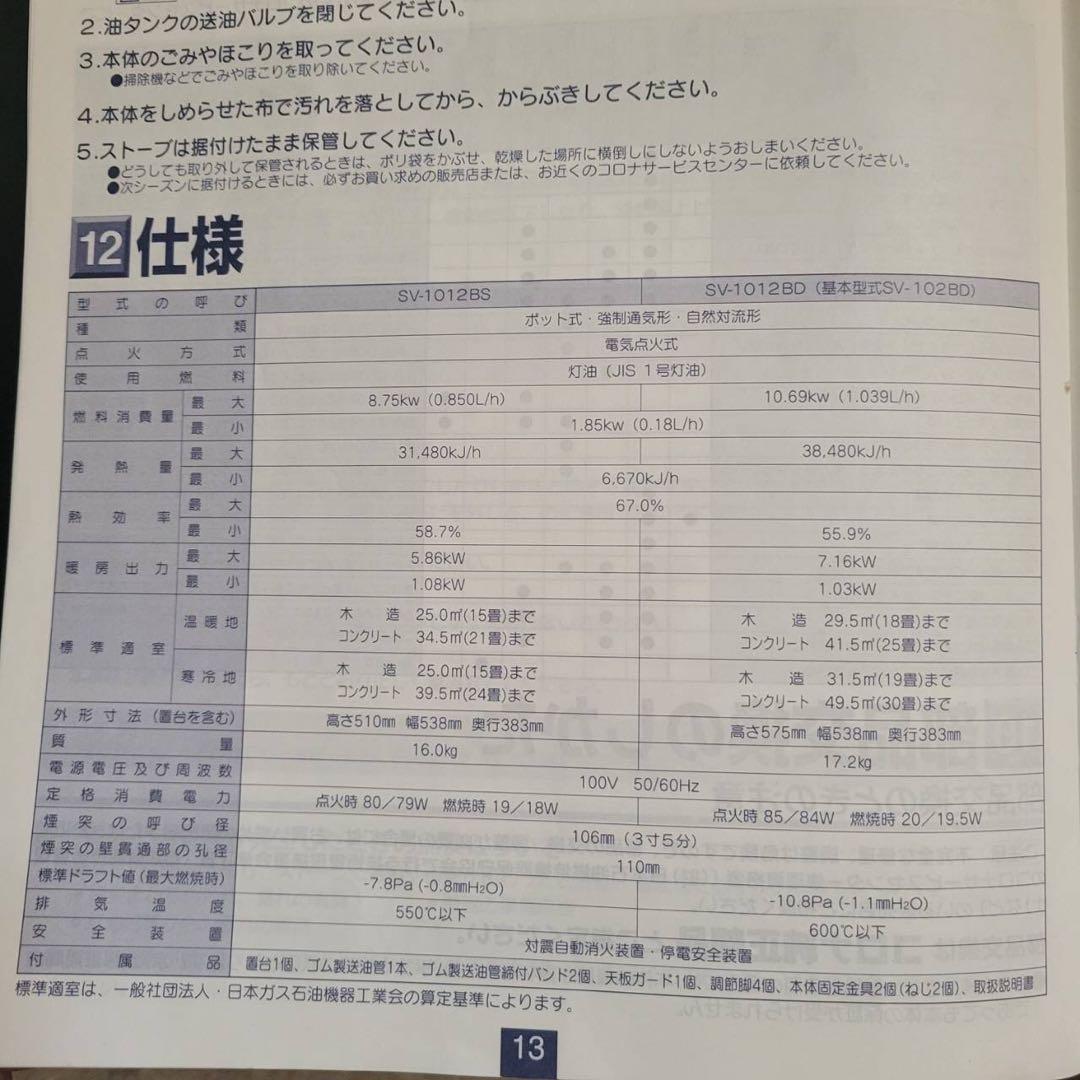 2.油タンクの送油バルブを閉じてください。
3.本体のごみやほこりを取ってください。
●掃除機などでごみやほこりを取り除いてください。
4.本体をしめらせた布で汚れを落としてから、からぶきしてください。
5.ストーブは据付けたまま保管してください。
●どうしても取り外して保管されるときは、ポリ袋をかぶせ、乾燥した場所に横倒しにしないようおしまいください。
●次シーズンに据付けるときには、必ずお買い求めの販売店または、お近くのコロナサービスセンターに依頼してください。
12 仕様
型式の呼び SV-1012BS SV-1012BD(基本型式SV-102BD)
種類 ポット式・強制通気形・自然対流形
点火方式 電気点火式
使用燃料 灯油(JIS 1号灯油)
燃料消費量 最大 8.75kw(0.850L/h) 10.69kw(1.039L/h)
最小 1.85kw(0.18L/h)
発熱量 最大 31,480kJ/h 38,480kJ/h
最小 6,670kJ/h
熱効率 最大 67.0%
最小 58.7% 55.9%
暖房出力 最大 5.86kW 7.16kW
最小 1.08kW 1.03kW
標準適室 温暖地 木造 25.0㎡(15畳)まで 木造 29.5㎡(18畳)まで
コンクリート 34.5㎡(21畳)まで コンクリート 41.5㎡(25畳)まで
寒冷地 木造 25.0㎡(15畳)まで 木造 31.5㎡(19畳)まで
コンクリート 39.5㎡(24畳)まで コンクリート 49.5㎡(30畳)まで
外形寸法(置台を含む) 高さ510㎜ 幅538㎜ 奥行383㎜ 高さ575㎜ 幅538㎜ 奥行383㎜
質量 16.0kg 17.2kg
電源電圧及び周波数 100V 50/60Hz
定格消費電力 点火時 80/79W 燃焼時 19/18W 点火時 85/84W 燃焼時 20/19.5W
煙突の呼び径 106㎜(3寸5分)
煙突の壁貫通部の孔径 110㎜
標準ドラフト値(最大燃焼時) -7.8Pa(-0.8㎜H2O) -10.8Pa(-1.1㎜H2O)
排気温度 550℃以下 600℃以下
安全装置 対震自動消火装置・停電安全装置
付属品 置台1個、ゴム製送油管1本、ゴム製送油管締付バンド2個、天板ガード1個、調節脚4個、本体固定金具2個(ねじ2個)、取扱説明書
標準適室は、一般社団法人・日本ガス石油機器工業会の算定基準によります。
13